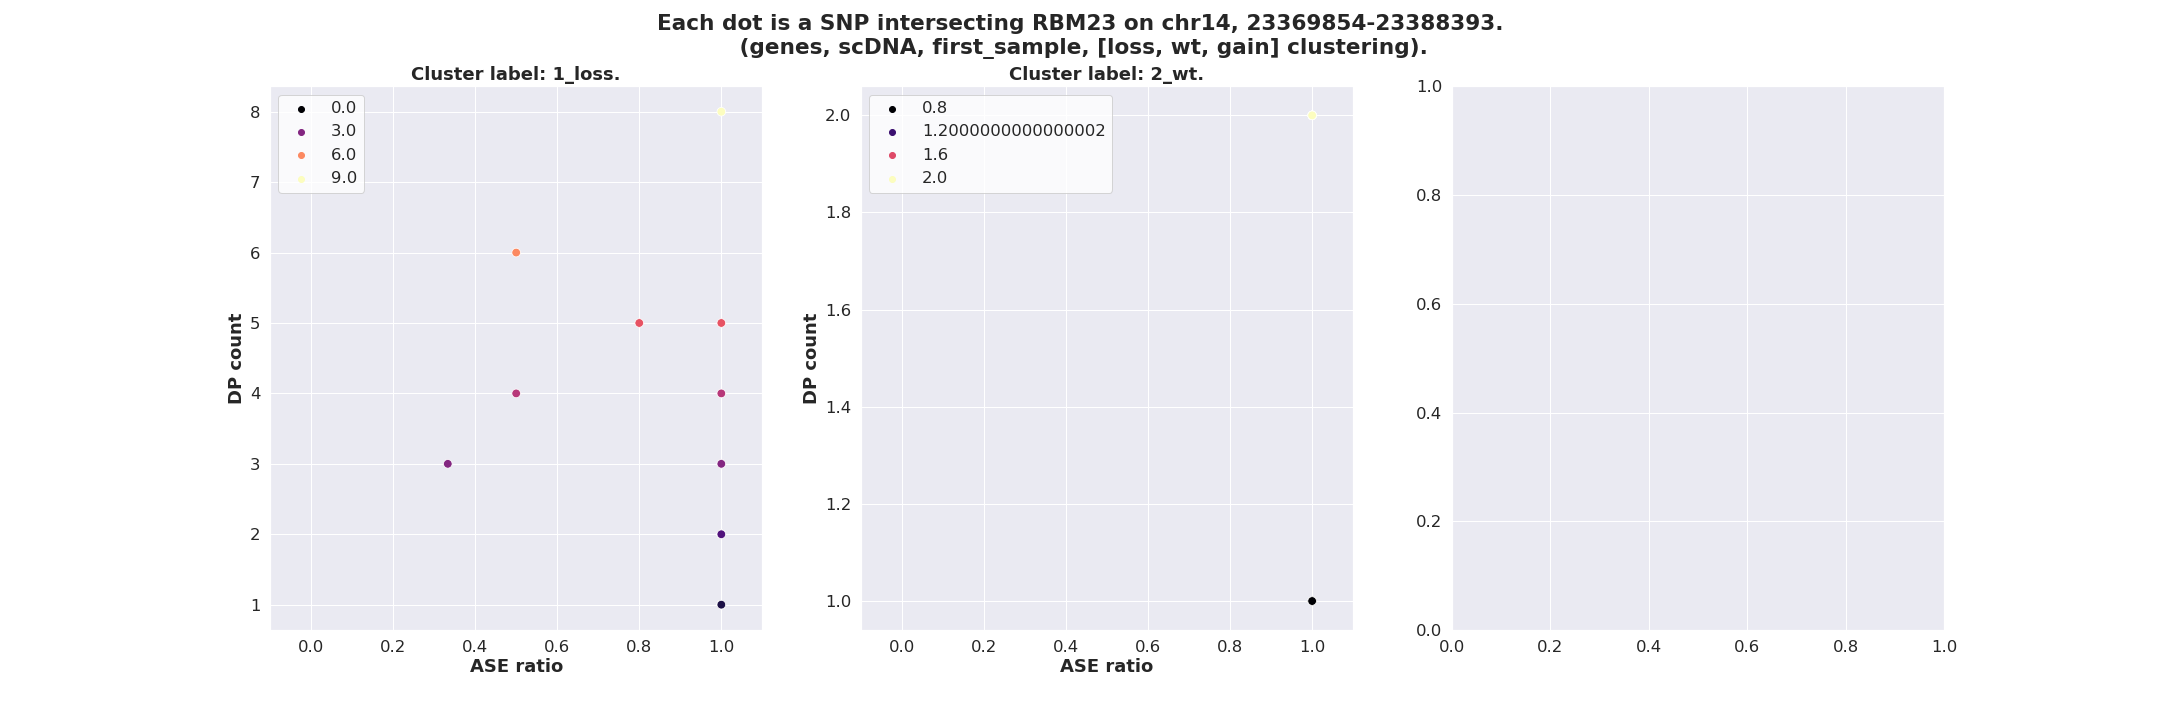 Each dot is a SNP intersecting RBM23 on chr14, 23369854-23388393.
(genes, scDNA, first_sample, [loss, wt, gain] clustering).
Cluster label: 1_loss.
0.0
3.0
6.0
9.0
8
7
6
5
4
3
2
1
DP count
0.0 0.2 0.4 0.6 0.8 1.0
ASE ratio
Cluster label: 2_wt.
0.8
1.2000000000000002
1.6
2.0
2.0
1.8
1.6
1.4
1.2
1.0
DP count
0.0 0.2 0.4 0.6 0.8 1.0
ASE ratio
1.0
0.8
0.6
0.4
0.2
0.0
0.0 0.2 0.4 0.6 0.8 1.0